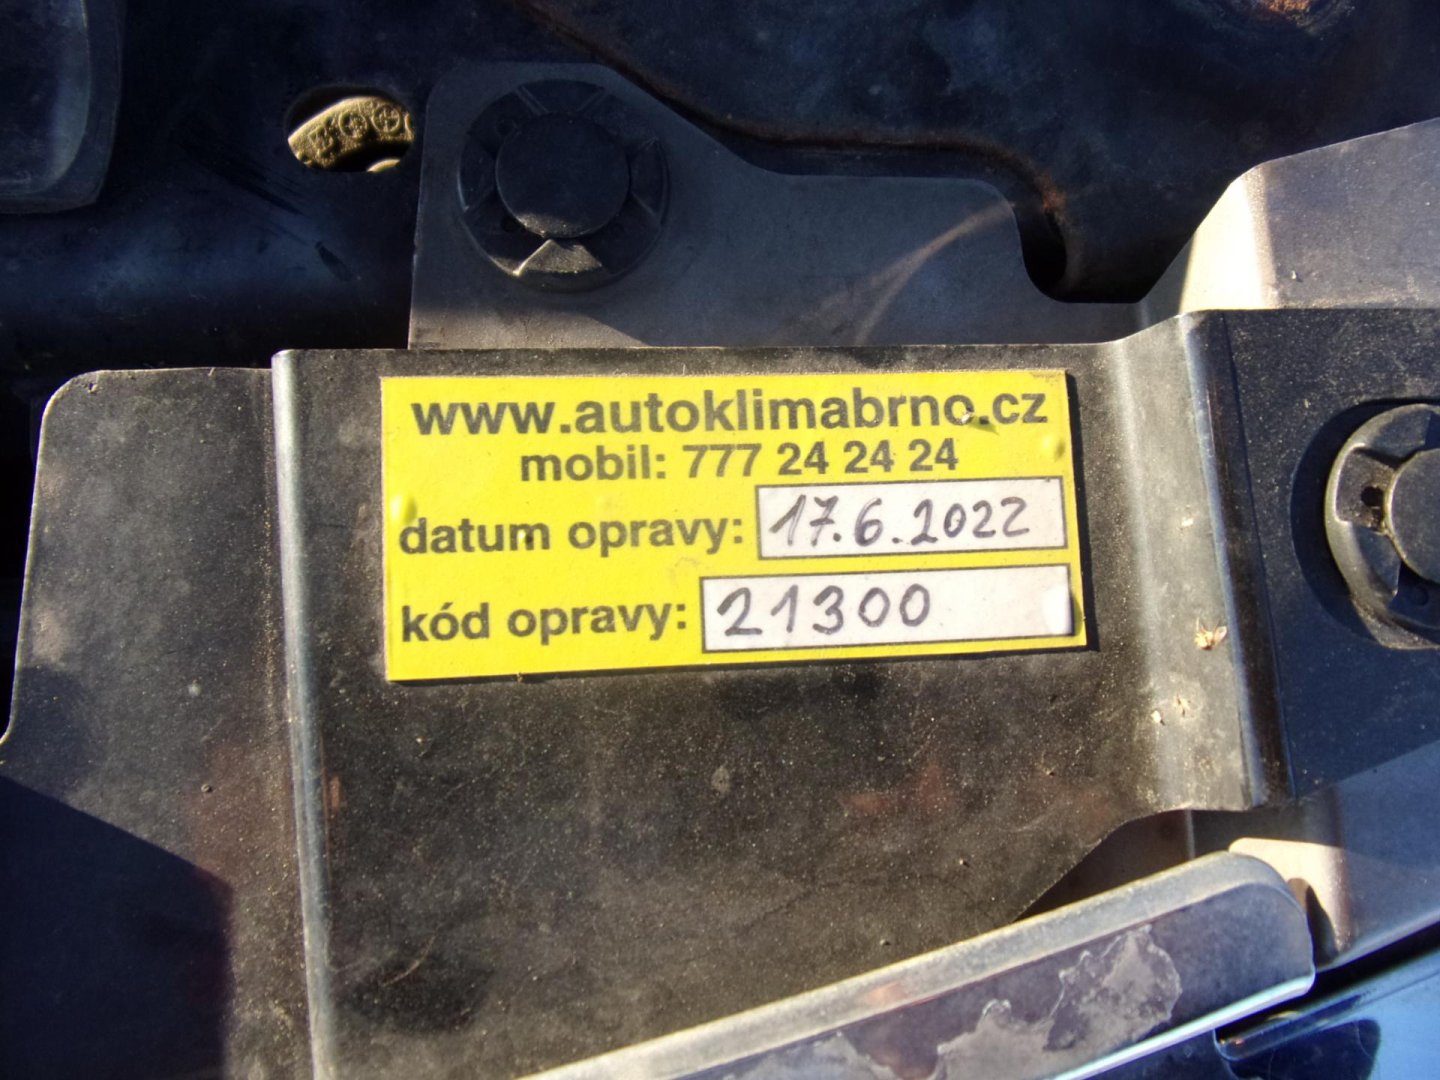 www.autoklimabrno.cz
mobil: 777 24 24 24
datum opravy: 17.6.2022
kód opravy: 21300